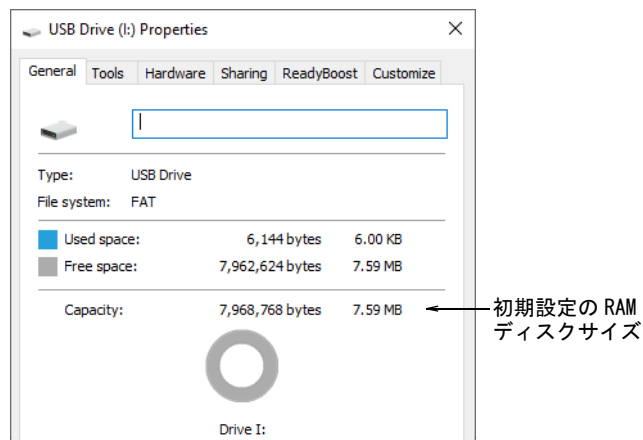 USB Drive (I:) Properties
General Tools Hardware Sharing ReadyBoost Customize
Type: USB Drive
File system: FAT
Used space: 6,144 bytes 6.00 KB
Free space: 7,962,624 bytes 7.59 MB
Capacity: 7,968,768 bytes 7.59 MB
初期設定の RAM
ディスクサイズ
Drive I: